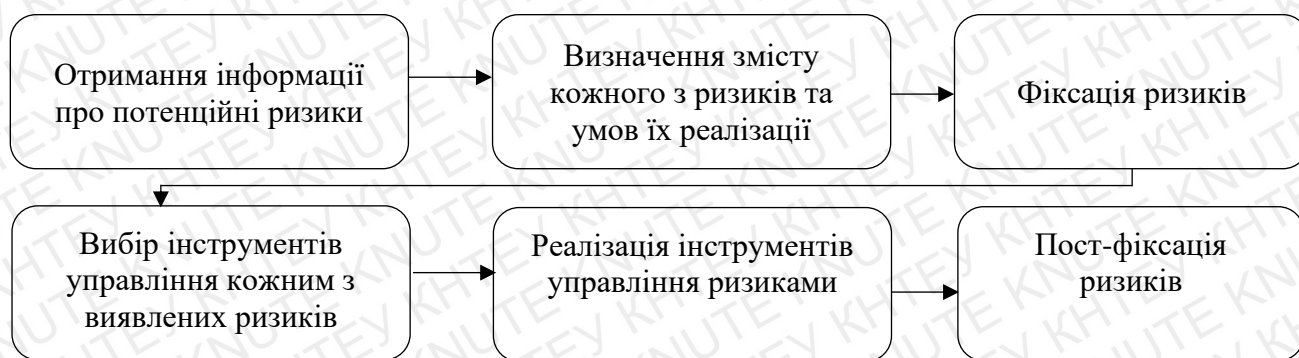 Отримання інформації
про потенційні ризики
Визначення змісту
кожного з ризиків та
умов їх реалізації
Фіксація ризиків
Вибір інструментів
управління кожним з
виявлених ризиків
Реалізація інструментів
управління ризиками
Пост-фіксація
ризиків